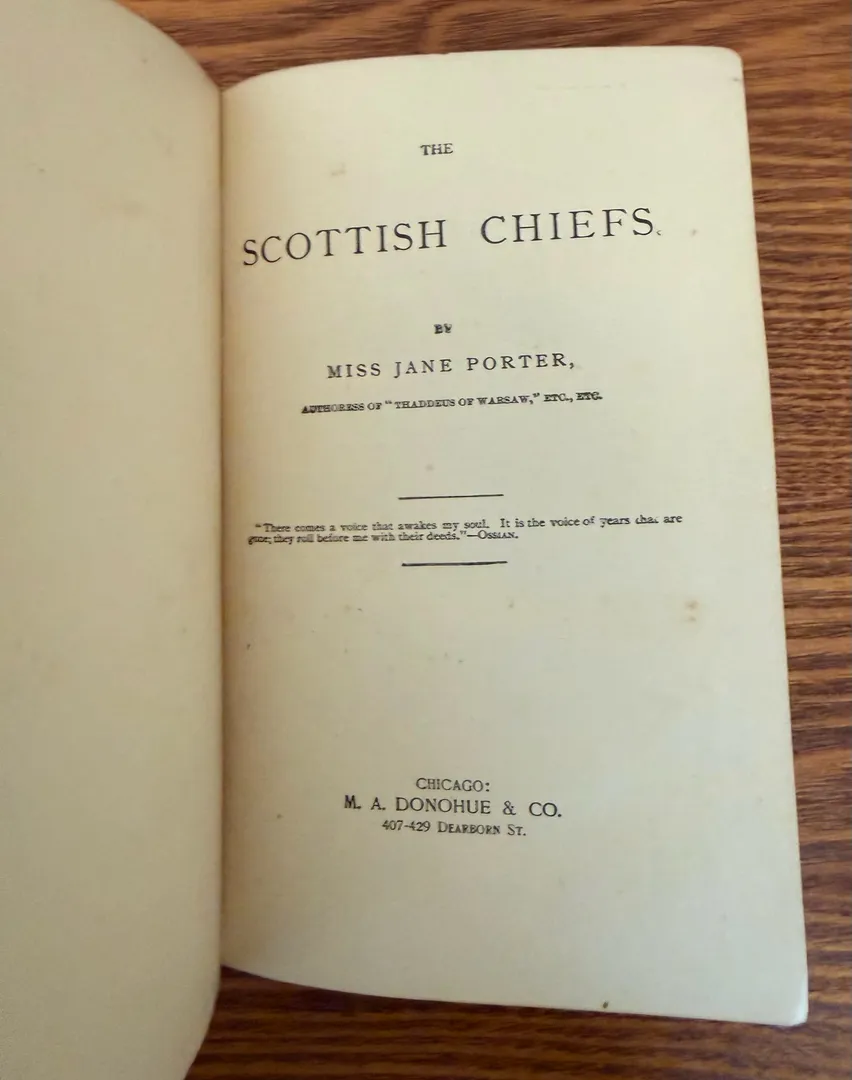 THE
SCOTTISH CHIEFS.
BY
MISS JANE PORTER,
AUTHORESS OF "THADDEUS OF WARSAW," ETC., ETC.
"There comes a voice that awakes my soul. It is the voice of years that are
gone; they roll before me with their deeds."—OSSIAN.
CHICAGO:
M. A. DONOHUE & CO.
407-429 DEARBORN ST.